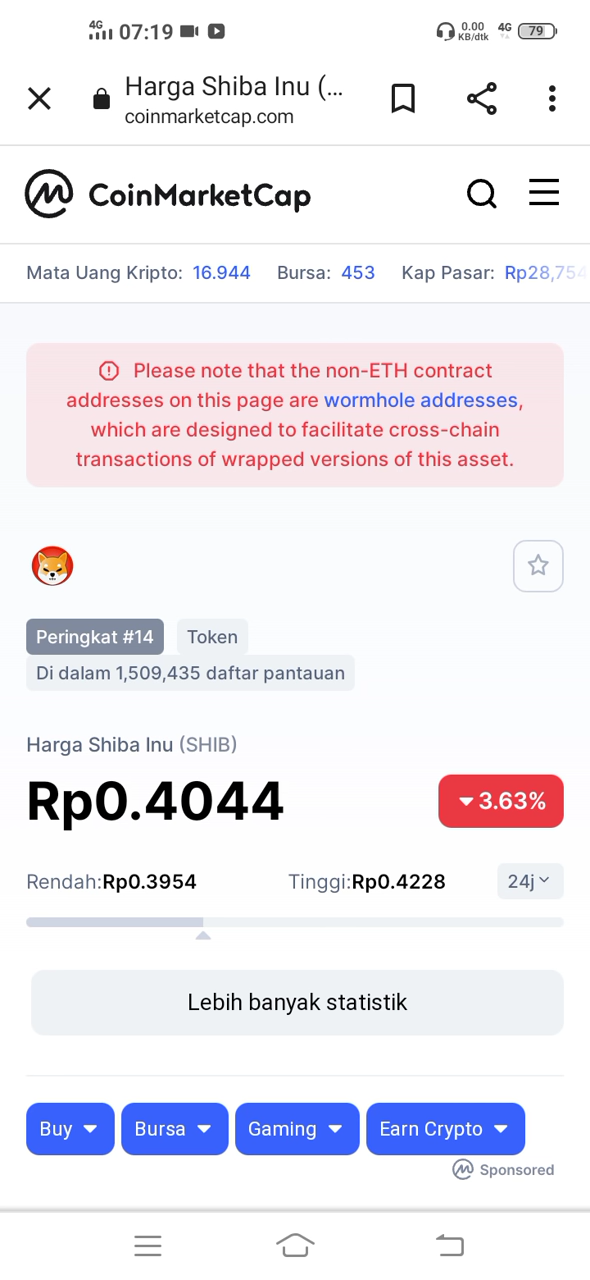 4G 07:19 0.00 KB/dtk 4G 79
Harga Shiba Inu (...
coinmarketcap.com
CoinMarketCap
Mata Uang Kripto: 16.944 Bursa: 453 Kap Pasar: Rp28,754
Please note that the non-ETH contract
addresses on this page are wormhole addresses,
which are designed to facilitate cross-chain
transactions of wrapped versions of this asset.
Peringkat #14 Token
Di dalam 1,509,435 daftar pantauan
Harga Shiba Inu (SHIB)
Rp0.4044 3.63%
Rendah:Rp0.3954 Tinggi:Rp0.4228 24j
Lebih banyak statistik
Buy Bursa Gaming Earn Crypto
Sponsored